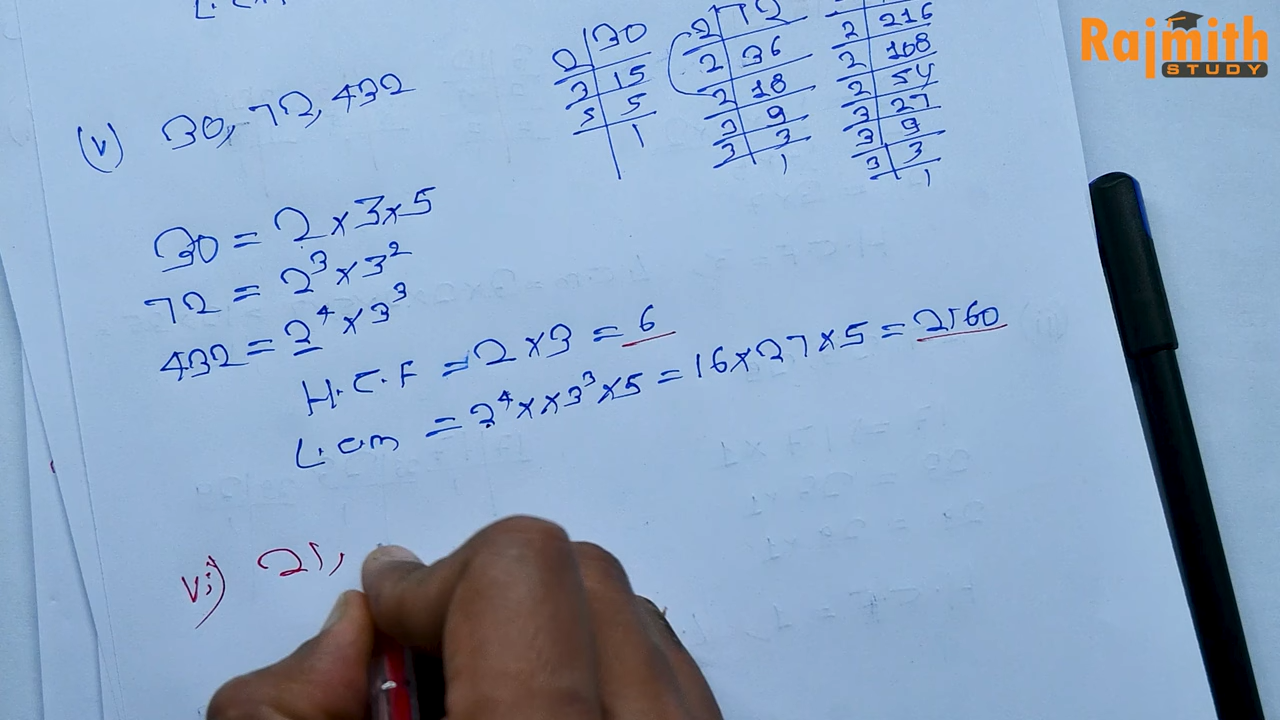 Rajmith
STUDY
(v) 30, 72, 432
2 | 30
3 | 15
5 | 5
1
2 | 72
2 | 36
2 | 18
3 | 9
3 | 3
1
2 | 216
2 | 108
2 | 54
3 | 27
3 | 9
3 | 3
1
30 = 2 × 3 × 5
72 = 2³ × 3²
432 = 2⁴ × 3³
H.C.F = 2 × 3 = 6
L.cm = 2⁴ × × 3³ × 5 = 16 × 27 × 5 = 2160
vi) 21,